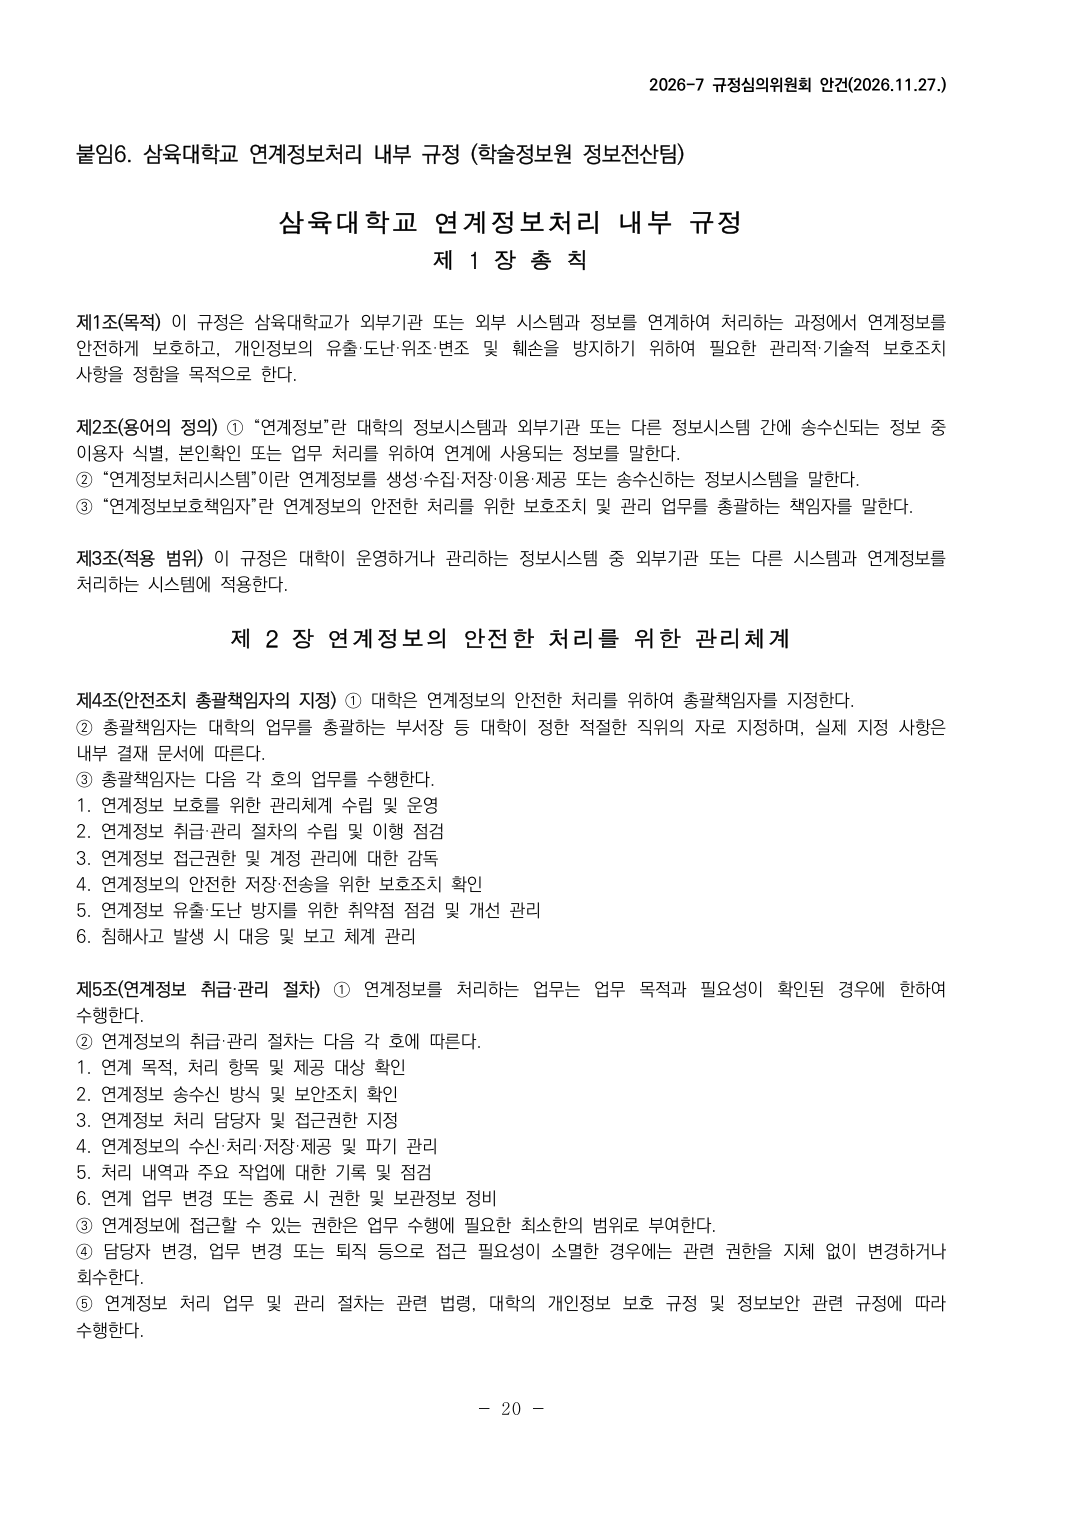 2026-7 규정심의위원회 안건(2026.11.27.)
붙임6. 삼육대학교 연계정보처리 내부 규정 (학술정보원 정보전산팀)
삼육대학교 연계정보처리 내부 규정
제 1 장 총 칙
제1조(목적) 이 규정은 삼육대학교가 외부기관 또는 외부 시스템과 정보를 연계하여 처리하는 과정에서 연계정보를
안전하게 보호하고, 개인정보의 유출·도난·위조·변조 및 훼손을 방지하기 위하여 필요한 관리적·기술적 보호조치
사항을 정함을 목적으로 한다.
제2조(용어의 정의) ① “연계정보”란 대학의 정보시스템과 외부기관 또는 다른 정보시스템 간에 송수신되는 정보 중
이용자 식별, 본인확인 또는 업무 처리를 위하여 연계에 사용되는 정보를 말한다.
② “연계정보처리시스템”이란 연계정보를 생성·수집·저장·이용·제공 또는 송수신하는 정보시스템을 말한다.
③ “연계정보보호책임자”란 연계정보의 안전한 처리를 위한 보호조치 및 관리 업무를 총괄하는 책임자를 말한다.
제3조(적용 범위) 이 규정은 대학이 운영하거나 관리하는 정보시스템 중 외부기관 또는 다른 시스템과 연계정보를
처리하는 시스템에 적용한다.
제 2 장 연계정보의 안전한 처리를 위한 관리체계
제4조(안전조치 총괄책임자의 지정) ① 대학은 연계정보의 안전한 처리를 위하여 총괄책임자를 지정한다.
② 총괄책임자는 대학의 업무를 총괄하는 부서장 등 대학이 정한 적절한 직위의 자로 지정하며, 실제 지정 사항은
내부 결재 문서에 따른다.
③ 총괄책임자는 다음 각 호의 업무를 수행한다.
1. 연계정보 보호를 위한 관리체계 수립 및 운영
2. 연계정보 취급·관리 절차의 수립 및 이행 점검
3. 연계정보 접근권한 및 계정 관리에 대한 감독
4. 연계정보의 안전한 저장·전송을 위한 보호조치 확인
5. 연계정보 유출·도난 방지를 위한 취약점 점검 및 개선 관리
6. 침해사고 발생 시 대응 및 보고 체계 관리
제5조(연계정보 취급·관리 절차) ① 연계정보를 처리하는 업무는 업무 목적과 필요성이 확인된 경우에 한하여
수행한다.
② 연계정보의 취급·관리 절차는 다음 각 호에 따른다.
1. 연계 목적, 처리 항목 및 제공 대상 확인
2. 연계정보 송수신 방식 및 보안조치 확인
3. 연계정보 처리 담당자 및 접근권한 지정
4. 연계정보의 수신·처리·저장·제공 및 파기 관리
5. 처리 내역과 주요 작업에 대한 기록 및 점검
6. 연계 업무 변경 또는 종료 시 권한 및 보관정보 정비
③ 연계정보에 접근할 수 있는 권한은 업무 수행에 필요한 최소한의 범위로 부여한다.
④ 담당자 변경, 업무 변경 또는 퇴직 등으로 접근 필요성이 소멸한 경우에는 관련 권한을 지체 없이 변경하거나
회수한다.
⑤ 연계정보 처리 업무 및 관리 절차는 관련 법령, 대학의 개인정보 보호 규정 및 정보보안 관련 규정에 따라
수행한다.
- 20 -